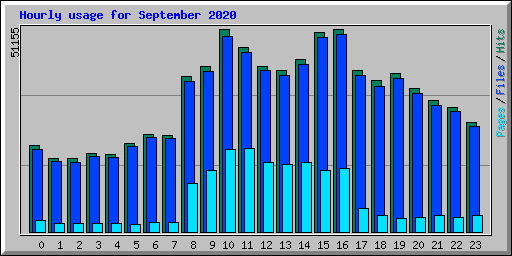 Hourly usage for September 2020
51155
Pages/Files/Hits
0 1 2 3 4 5 6 7 8 9 10 11 12 13 14 15 16 17 18 19 20 21 22 23